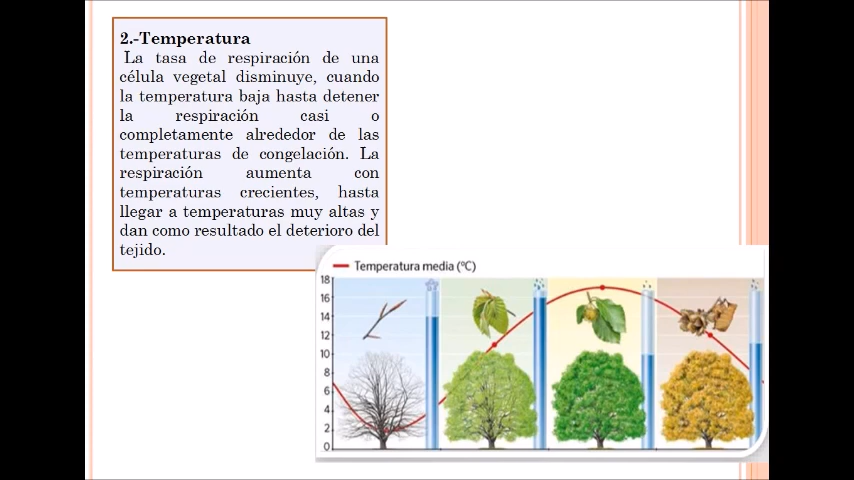 2.-Temperatura
La tasa de respiración de una
célula vegetal disminuye, cuando
la temperatura baja hasta detener
la respiración casi o
completamente alrededor de las
temperaturas de congelación. La
respiración aumenta con
temperaturas crecientes, hasta
llegar a temperaturas muy altas y
dan como resultado el deterioro del
tejido.
Temperatura media (ºC)
18
16
14
12
10
8
6
4
2
0